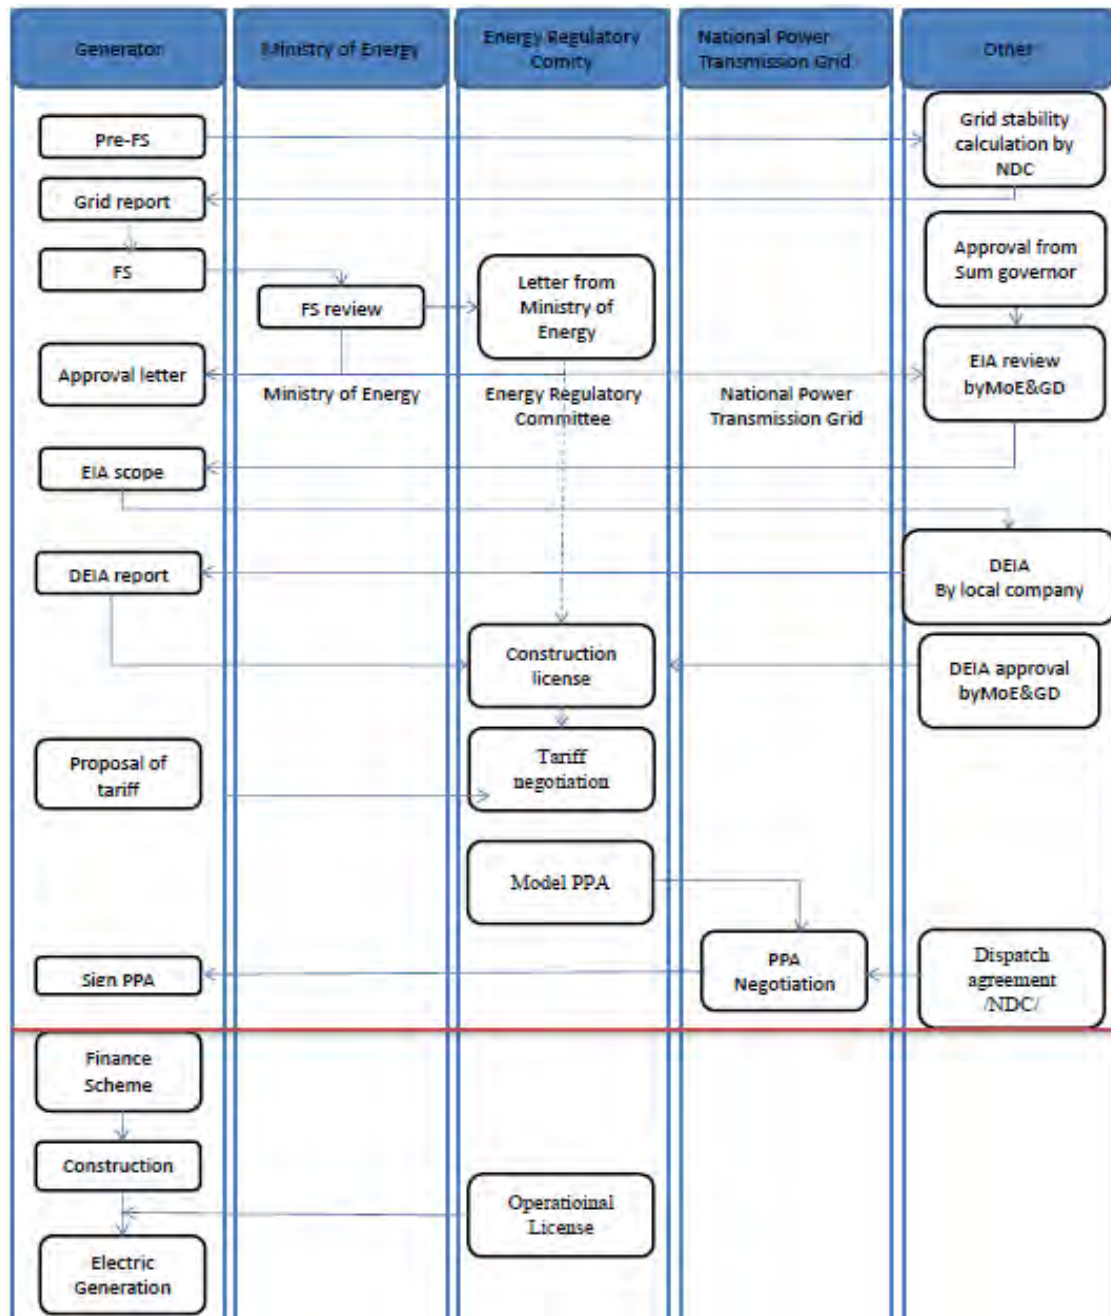 Generator
Ministry of Energy
Energy Regulatory
Comity
National Power
Transmission Grid
Other
Pre-FS
Grid stability
calculation by
NDC
Grid report
FS
Approval from
Sum governor
FS review
Letter from
Ministry of
Energy
Approval letter
EIA review
byMoE&GD
Ministry of Energy
Energy Regulatory
Committee
National Power
Transmission Grid
EIA scope
DEIA report
DEIA
By local company
Construction
license
DEIA approval
byMoE&GD
Proposal of
tariff
Tariff
negotiation
Model PPA
Sign PPA
PPA
Negotiation
Dispatch
agreement
/NDC/
Finance
Scheme
Construction
Operatioinal
License
Electric
Generation